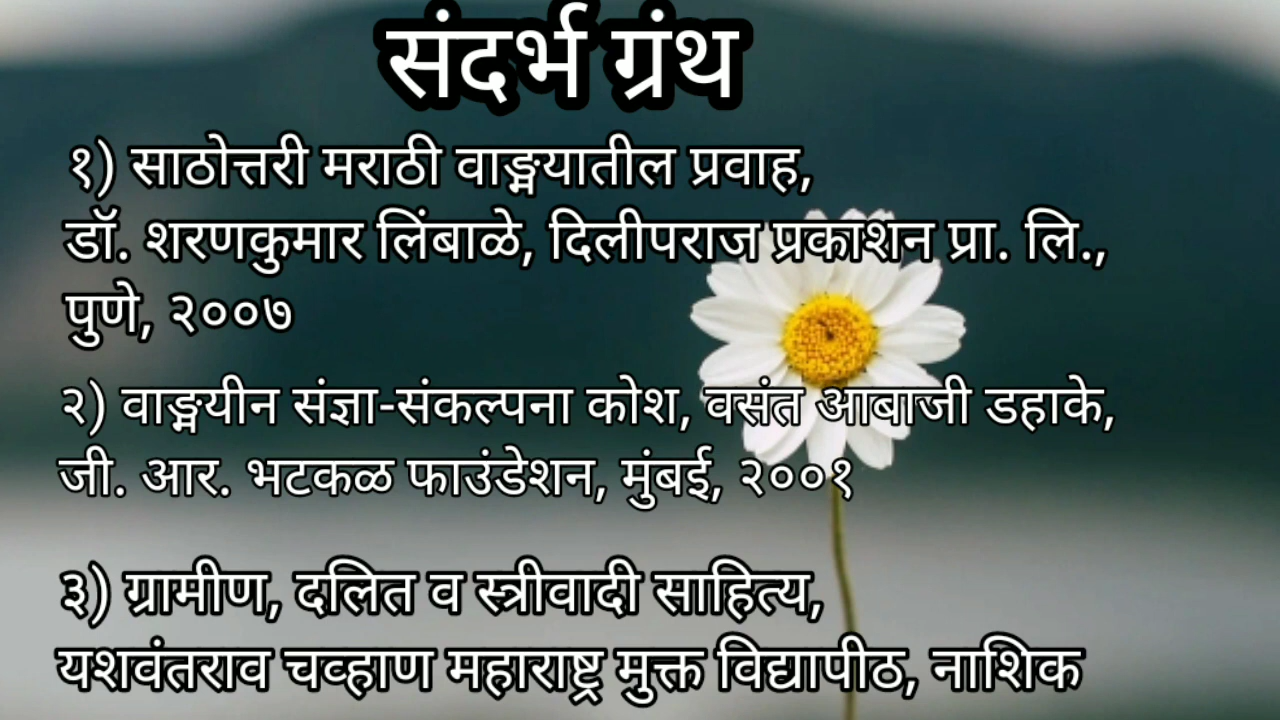 संदर्भ ग्रंथ
१) साठोत्तरी मराठी वाङ्मयातील प्रवाह,
डॉ. शरणकुमार लिंबाळे, दिलीपराज प्रकाशन प्रा. लि.,
पुणे, २००७
२) वाङ्मयीन संज्ञा-संकल्पना कोश, वसंत आबाजी डहाके,
जी. आर. भटकळ फाउंडेशन, मुंबई, २००१
३) ग्रामीण, दलित व स्त्रीवादी साहित्य,
यशवंतराव चव्हाण महाराष्ट्र मुक्त विद्यापीठ, नाशिक